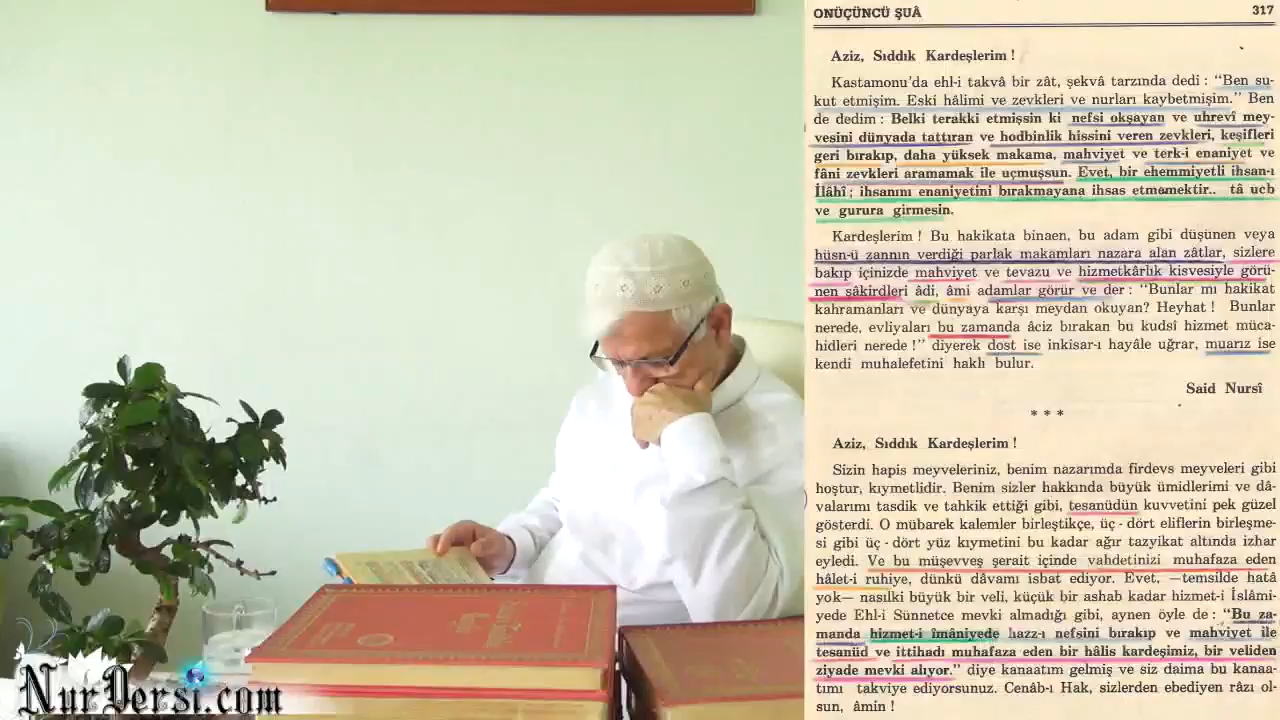 ONÜÇÜNCÜ ŞUÂ 317
Aziz, Sıddık Kardeşlerim !
Kastamonu'da ehl-i takvâ bir zât, şekvâ tarzında dedi : "Ben su-
kut etmişim. Eski hâlimi ve zevkleri ve nurları kaybetmişim." Ben
de dedim : Belki terakki etmişsin ki nefsi okşayan ve uhrevî mey-
vesini dünyada tattıran ve hodbinlik hissini veren zevkleri, keşifleri
geri bırakıp, daha yüksek makama, mahviyet ve terk-i enaniyet ve
fâni zevkleri aramamak ile uçmuşsun. Evet, bir ehemmiyetli ihsan-ı
İlâhî ; ihsanını enaniyetini bırakmayana ihsas etmemektir.. tâ ucb
ve gurura girmesin.
Kardeşlerim ! Bu hakikata binaen, bu adam gibi düşünen veya
hüsn-ü zannın verdiği parlak makamları nazara alan zâtlar, sizlere
bakıp içinizde mahviyet ve tevazu ve hizmetkârlık kisvesiyle görü-
nen şâkirdleri âdi, âmi adamlar görür ve der : "Bunlar mı hakikat
kahramanları ve dünyaya karşı meydan okuyan? Heyhat ! Bunlar
nerede, evliyaları bu zamanda âciz bırakan bu kudsî hizmet müca-
hidleri nerede !" diyerek dost ise inkisar-ı hayâle uğrar, muarız ise
kendi muhalefetini haklı bulur.
Said Nursî
* * *
Aziz, Sıddık Kardeşlerim !
Sizin hapis meyveleriniz, benim nazarımda firdevs meyveleri gibi
hoştur, kıymetlidir. Benim sizler hakkında büyük ümidlerimi ve dâ-
valarımı tasdik ve tahkik ettiği gibi, tesanüdün kuvvetini pek güzel
gösterdi. O mübarek kalemler birleştikçe, üç - dört eliflerin birleşme-
si gibi üç - dört yüz kıymetini bu kadar ağır tazyikat altında izhar
eyledi. Ve bu müşevveş şerait içinde vahdetinizi muhafaza eden
hâlet-i ruhiye, dünkü dâvamı isbat ediyor. Evet, —temsilde hatâ
yok— nasılki büyük bir veli, küçük bir ashab kadar hizmet-i İslâmi-
yede Ehl-i Sünnetce mevki almadığı gibi, aynen öyle de : "Bu za-
manda hizmet-i îmâniyede hazz-ı nefsini bırakıp ve mahviyet ile
tesanüd ve ittihadı muhafaza eden bir hâlis kardeşimiz, bir veliden
ziyade mevki alıyor." diye kanaatım gelmiş ve siz daima bu kanaa-
tımı takviye ediyorsunuz. Cenâb-ı Hak, sizlerden ebediyen râzı ol-
sun, âmin !
NurDersi.com